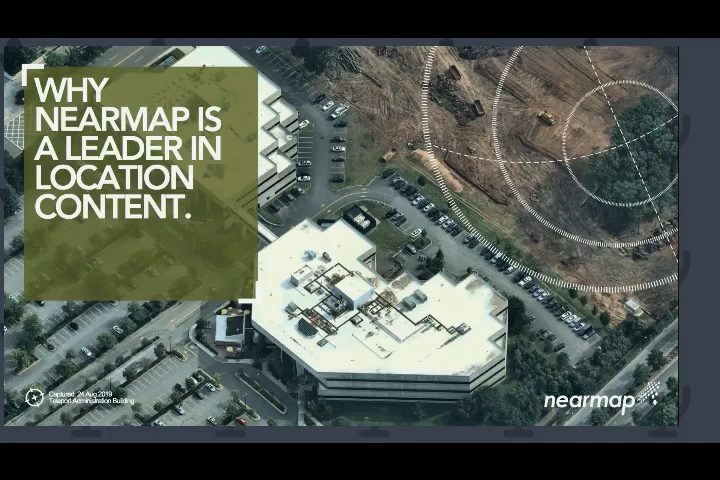 WHY
NEARMAP IS
A LEADER IN
LOCATION
CONTENT.
Captured: 24 Aug 2019
Teleport Administration Building
nearmap